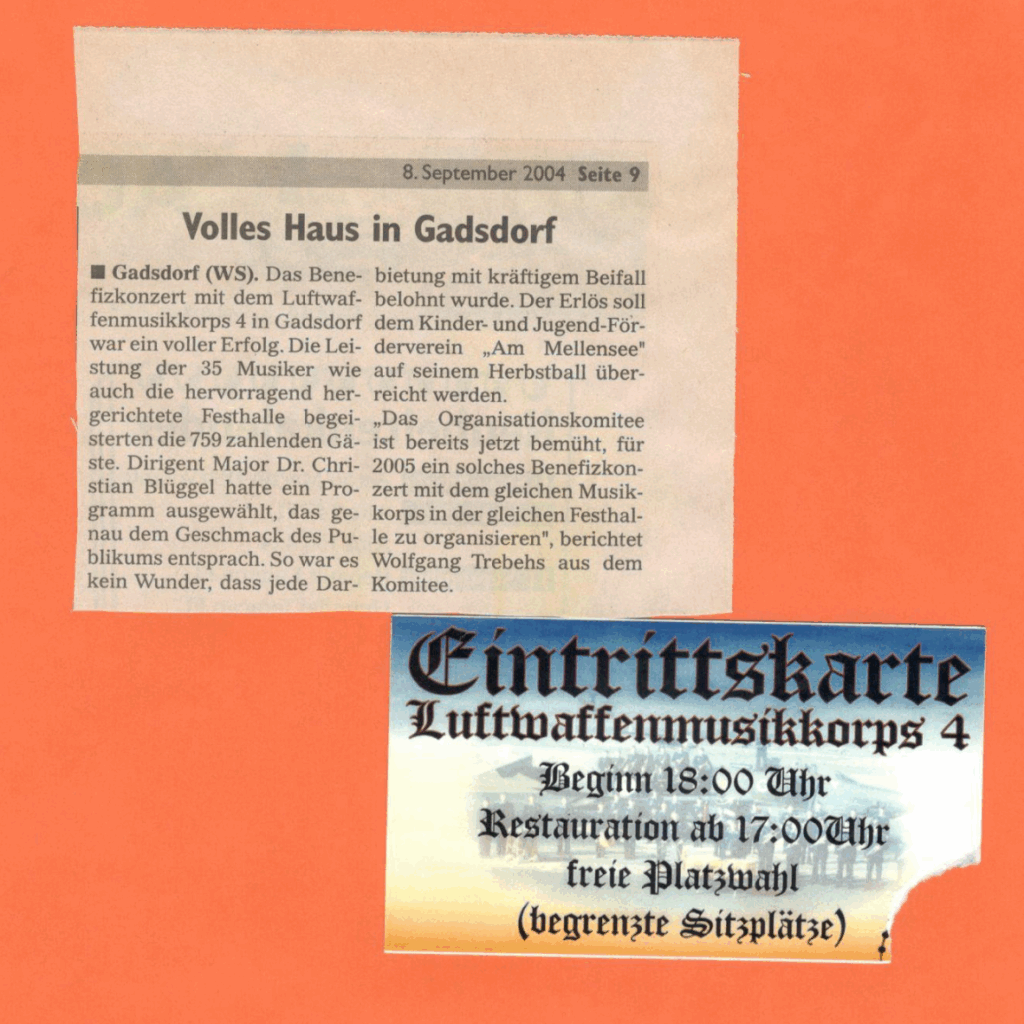 8. September 2004 Seite 9
Volles Haus in Gadsdorf
■ Gadsdorf (WS). Das Bene-
fizkonzert mit dem Luftwaf-
fenmusikkorps 4 in Gadsdorf
war ein voller Erfolg. Die Lei-
stung der 35 Musiker wie
auch die hervorragend her-
gerichtete Festhalle begei-
sterten die 759 zahlenden Gä-
ste. Dirigent Major Dr. Chri-
stian Blüggel hatte ein Pro-
gramm ausgewählt, das ge-
nau dem Geschmack des Pu-
blikums entsprach. So war es
kein Wunder, dass jede Dar-
bietung mit kräftigem Beifall
belohnt wurde. Der Erlös soll
dem Kinder- und Jugend-För-
derverein „Am Mellensee"
auf seinem Herbstball über-
reicht werden.
„Das Organisationskomitee
ist bereits jetzt bemüht, für
2005 ein solches Benefizkon-
zert mit dem gleichen Musik-
korps in der gleichen Festhal-
le zu organisieren", berichtet
Wolfgang Trebehs aus dem
Komitee.
Eintrittskarte
Luftwaffenmusikkorps 4
Beginn 18:00 Uhr
Restauration ab 17:00Uhr
freie Platzwahl
(begrenzte Sitzplätze)